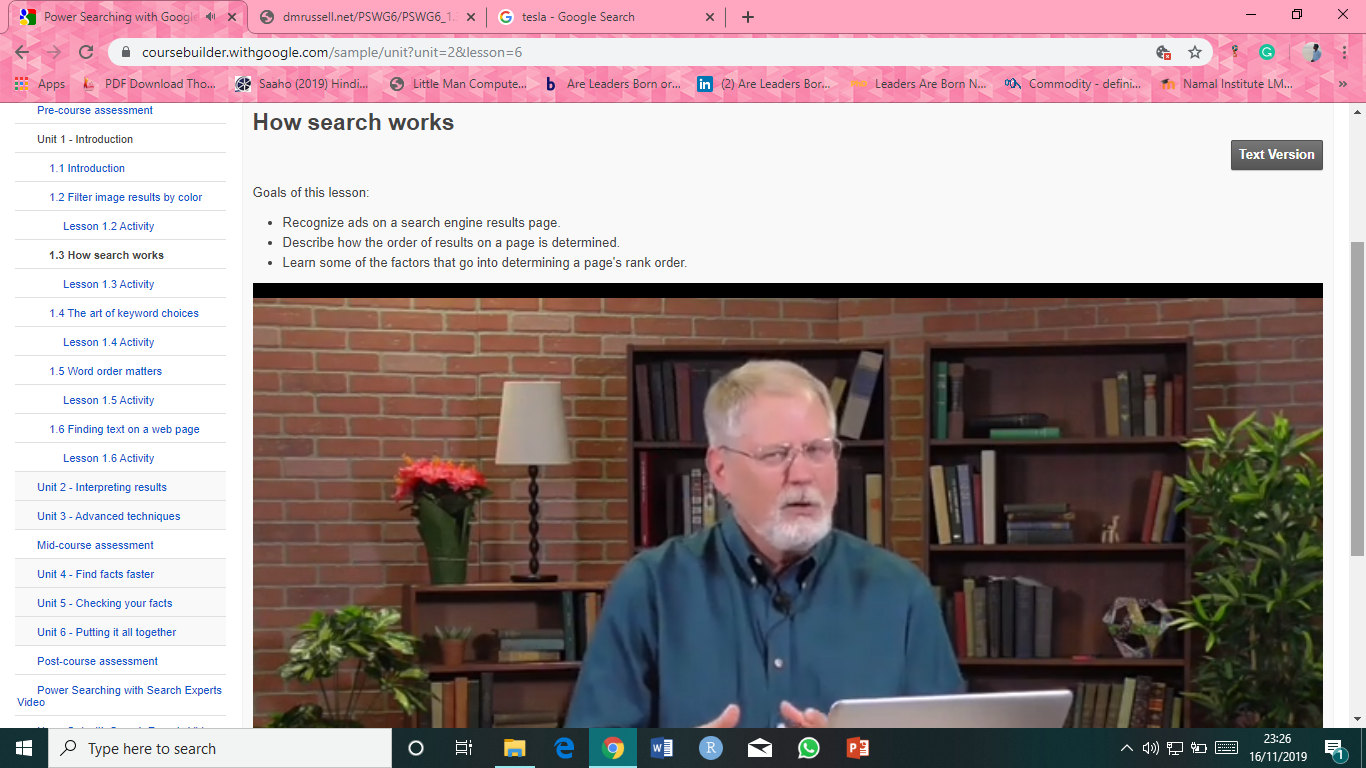 Power Searching with Googl
dmrussell.net/PSWG6/PSWG6_1.
tesla - Google Search
coursebuilder.withgoogle.com/sample/unit?unit=2&lesson=6
Apps
PDF Download Tho...
Saaho (2019) Hindi...
Little Man Compute...
Are Leaders Born or...
(2) Are Leaders Bor...
Leaders Are Born N...
Commodity - defini...
Namal Institute LM...
Pre-course assessment
Unit 1 - Introduction
1.1 Introduction
1.2 Filter image results by color
Lesson 1.2 Activity
1.3 How search works
Lesson 1.3 Activity
1.4 The art of keyword choices
Lesson 1.4 Activity
1.5 Word order matters
Lesson 1.5 Activity
1.6 Finding text on a web page
Lesson 1.6 Activity
Unit 2 - Interpreting results
Unit 3 - Advanced techniques
Mid-course assessment
Unit 4 - Find facts faster
Unit 5 - Checking your facts
Unit 6 - Putting it all together
Post-course assessment
Power Searching with Search Experts
Video
How search works
Text Version
Goals of this lesson:
Recognize ads on a search engine results page.
Describe how the order of results on a page is determined.
Learn some of the factors that go into determining a page's rank order.
Type here to search
23:26
16/11/2019
1